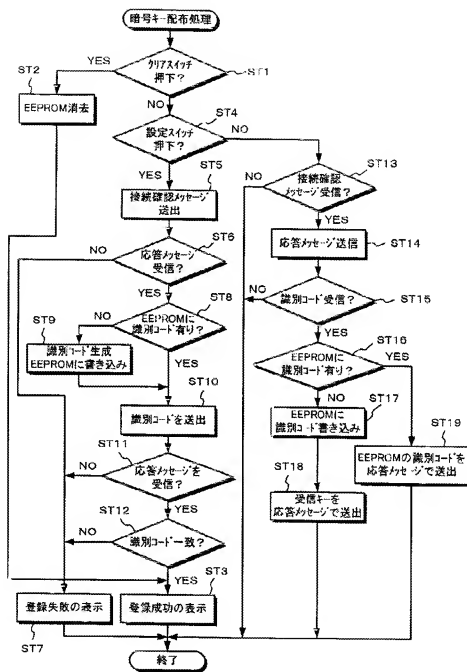 暗号キー配布処理
ST1
クリアスイッチ
押下?
YES
NO
ST2
EEPROM消去
ST4
設定スイッチ
押下?
NO
YES
ST5
接続確認メッセージ
送出
ST13
接続確認
メッセージ受信?
NO
YES
ST6
応答メッセージ
受信?
NO
YES
ST14
応答メッセージ送信
ST8
EEPROMに
識別コード有り?
NO
YES
ST15
識別コード受信?
NO
YES
ST9
識別コード生成
EEPROMに書き込み
ST16
EEPROMに
識別コード有り?
YES
NO
ST10
識別コードを送出
ST17
EEPROMに
識別コード書き込み
ST19
EEPROMの識別コードを
応答メッセージで送出
ST11
応答メッセージを
受信?
NO
YES
ST18
受信キーを
応答メッセージで送出
ST12
識別コード一致?
NO
YES
ST3
登録失敗の表示
登録成功の表示
ST7
終了